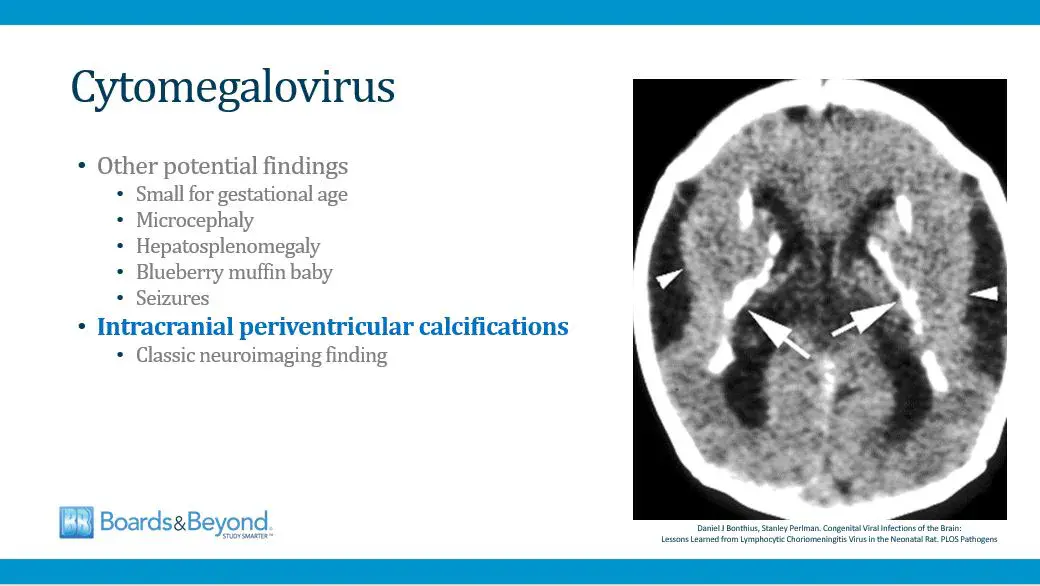 Cytomegalovirus
• Other potential findings
• Small for gestational age
• Microcephaly
• Hepatosplenomegaly
• Blueberry muffin baby
• Seizures
• Intracranial periventricular calcifications
• Classic neuroimaging finding
BB Boards&Beyond.
STUDY SMARTER™
Daniel J Bonthius, Stanley Perlman. Congenital Viral Infections of the Brain:
Lessons Learned from Lymphocytic Choriomeningitis Virus in the Neonatal Rat. PLOS Pathogens